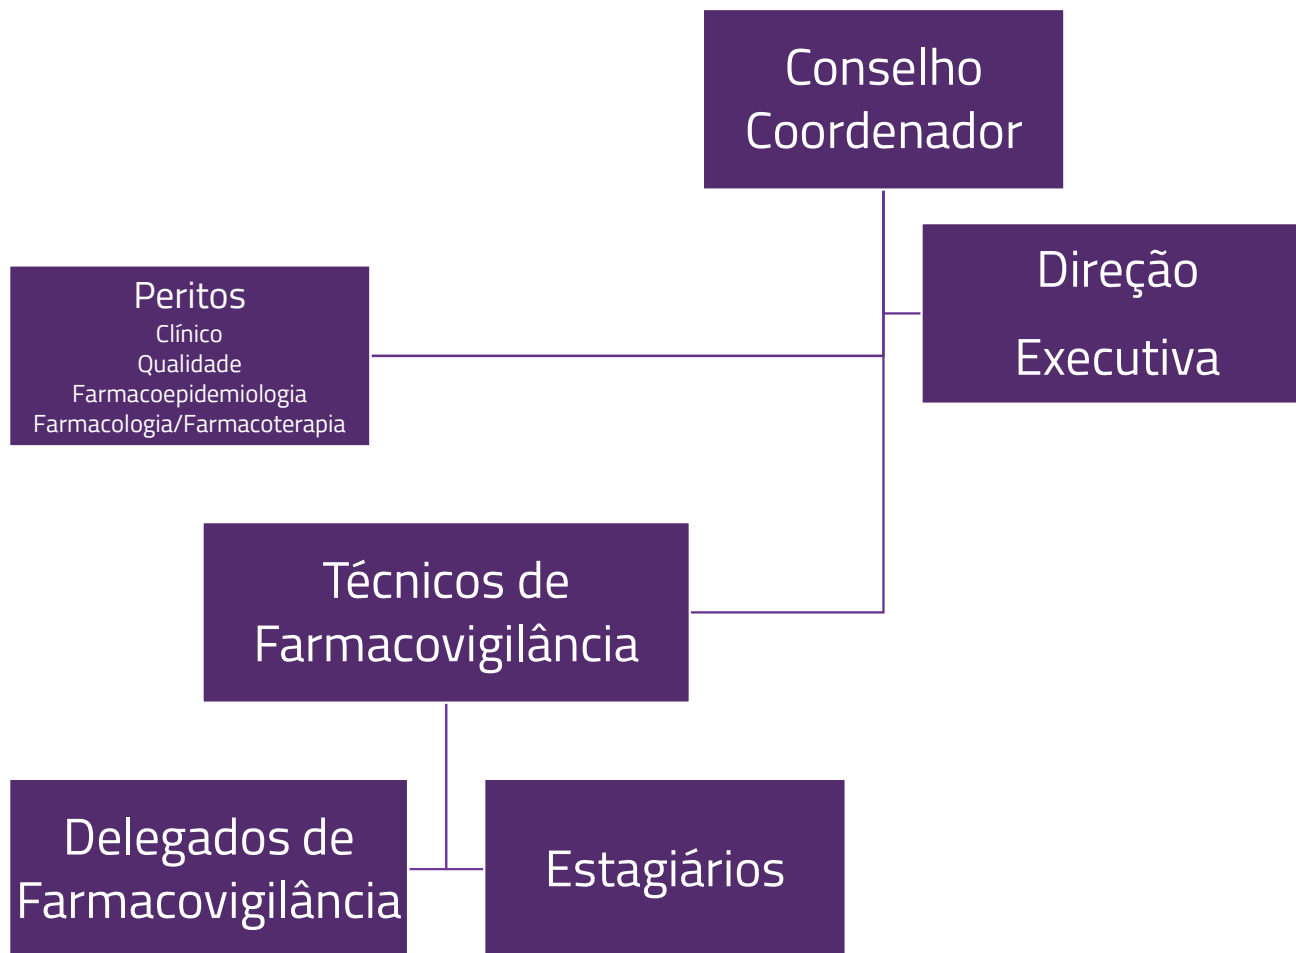 Conselho
Coordenador
Direção
Executiva
Peritos
Clínico
Qualidade
Farmacoepidemiologia
Farmacologia/Farmacoterapia
Técnicos de
Farmacovigilância
Delegados de
Farmacovigilância
Estagiários